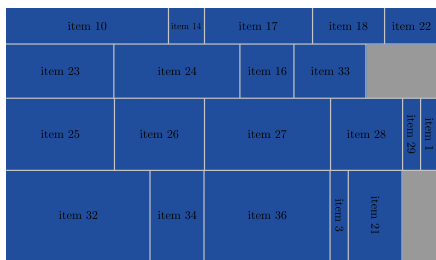 item 10
item 14
item 17
item 18
item 22
item 23
item 24
item 16
item 33
item 25
item 26
item 27
item 28
item 29
item 1
item 32
item 34
item 36
item 3
item 21